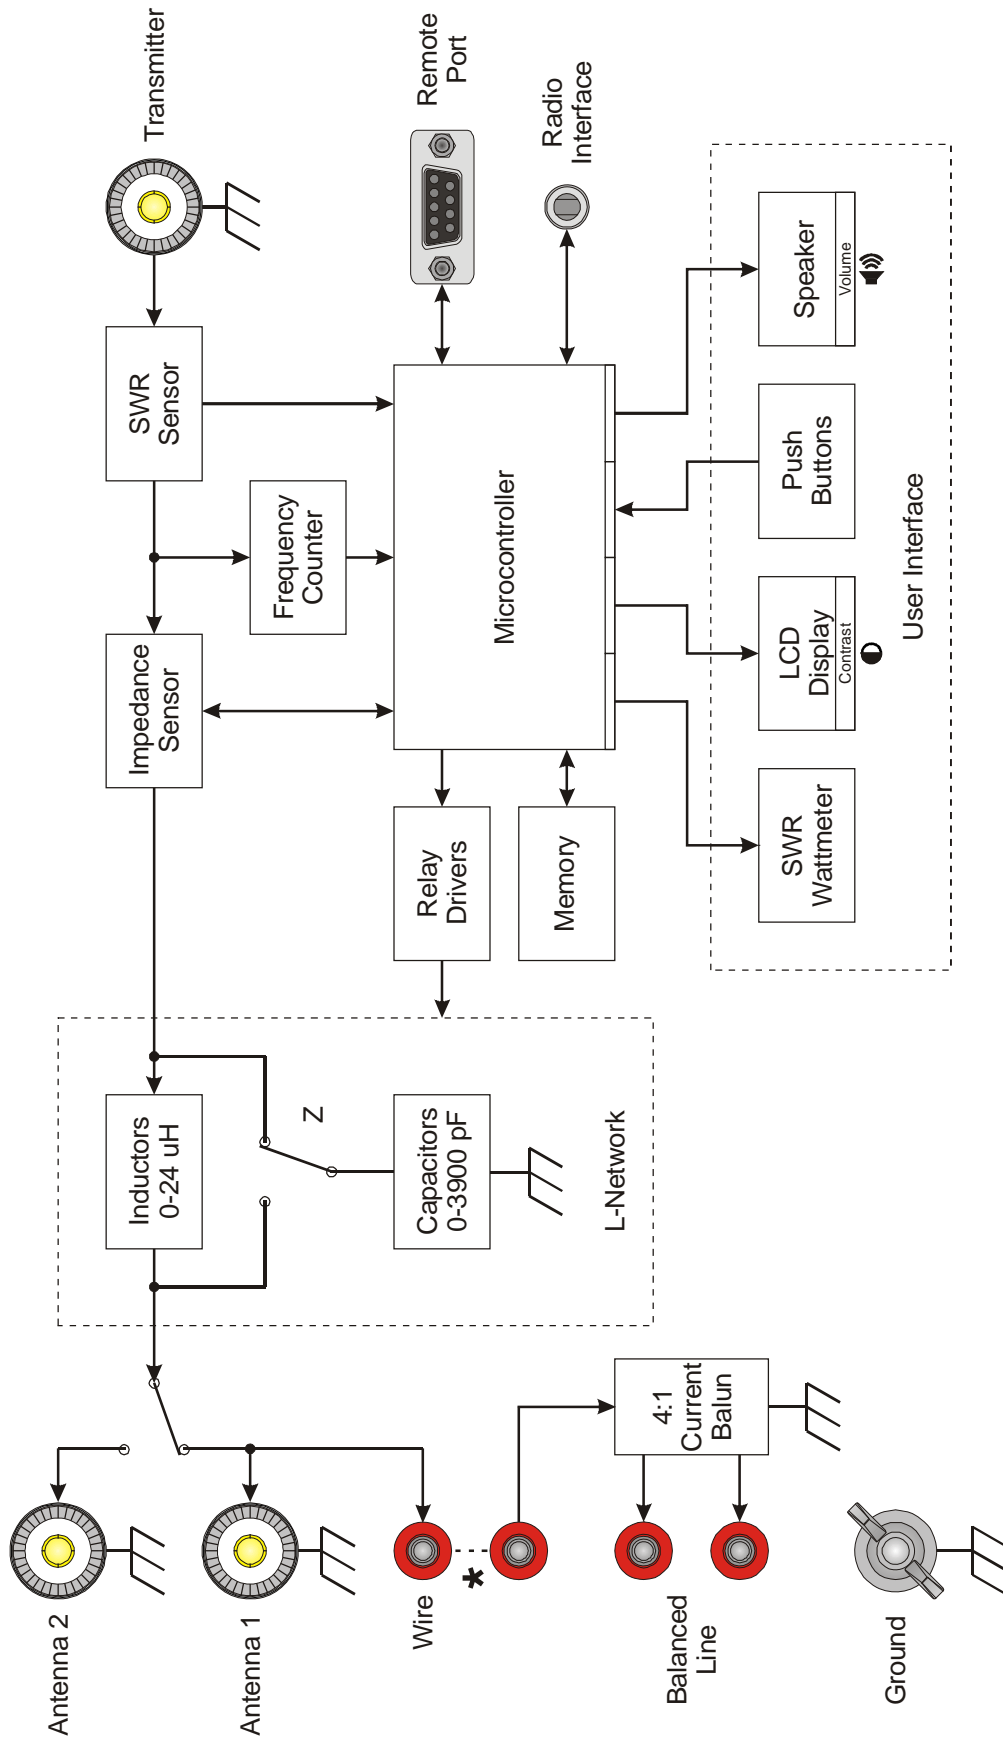 Transmitter
Remote
Port
Radio
Interface
SWR
Sensor
Frequency
Counter
Impedance
Sensor
Microcontroller
Relay
Drivers
Memory
Speaker
Volume
Push
Buttons
LCD
Display
Contrast
SWR
Wattmeter
User Interface
Inductors
0-24 uH
Z
Capacitors
0-3900 pF
L-Network
4:1
Current
Balun
Antenna 2
Antenna 1
Wire
*
Balanced
Line
Ground